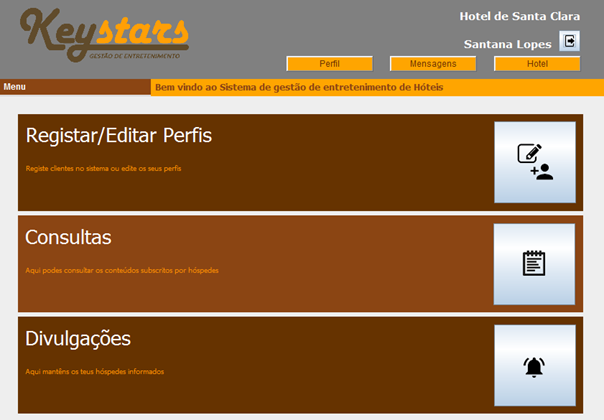 Keystars
GESTÃO DE ENTRETENIMENTO
Hotel de Santa Clara
Santana Lopes
Perfil
Mensagens
Hotel
Menu
Bem vindo ao Sistema de gestão de entretenimento de Hóteis
Registar/Editar Perfis
Registe clientes no sistema ou edite os seus perfis
Consultas
Aqui podes consultar os conteúdos subscritos por hóspedes
Divulgações
Aqui mantêns os teus hóspedes informados